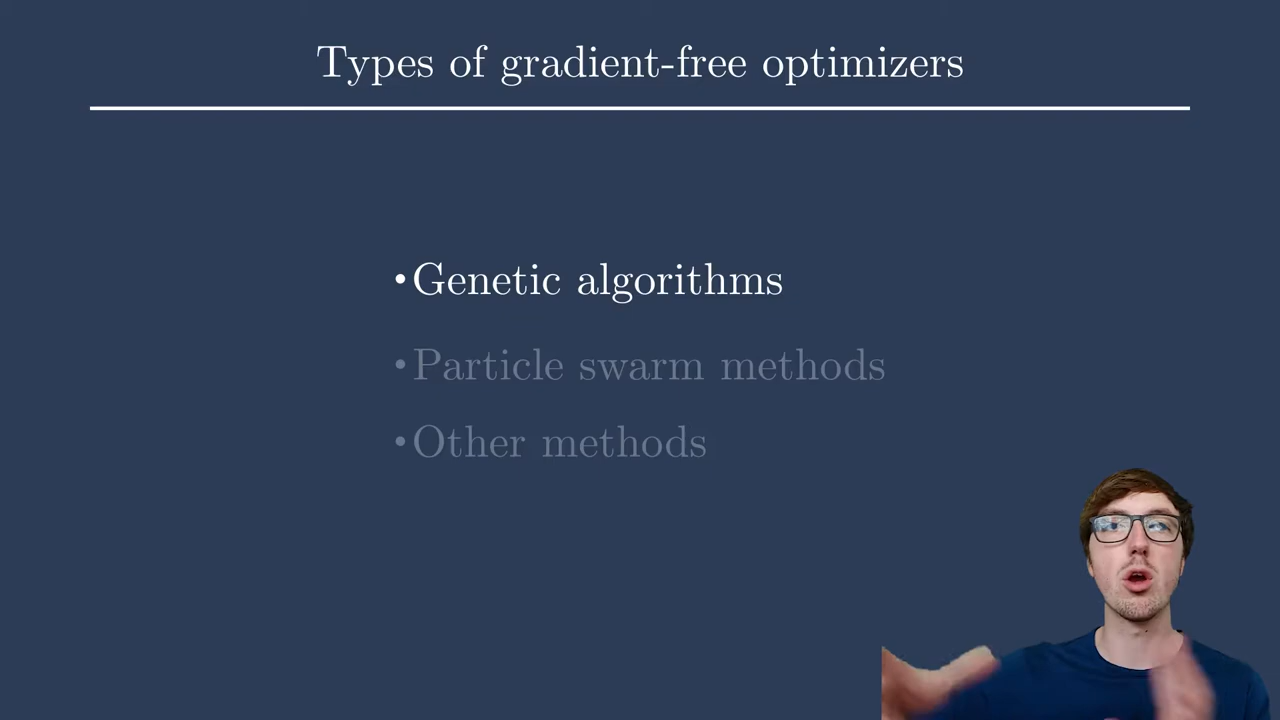 Types of gradient-free optimizers
•Genetic algorithms
•Particle swarm methods
•Other methods